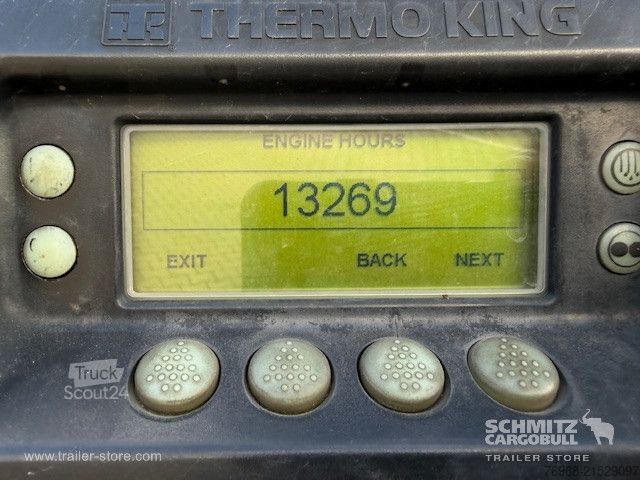 THERMO KING
ENGINE HOURS
13269
EXIT BACK NEXT
Truck
Scout24
SCHMITZ
CARGOBULL
TRAILER STORE
www.trailer-store.com